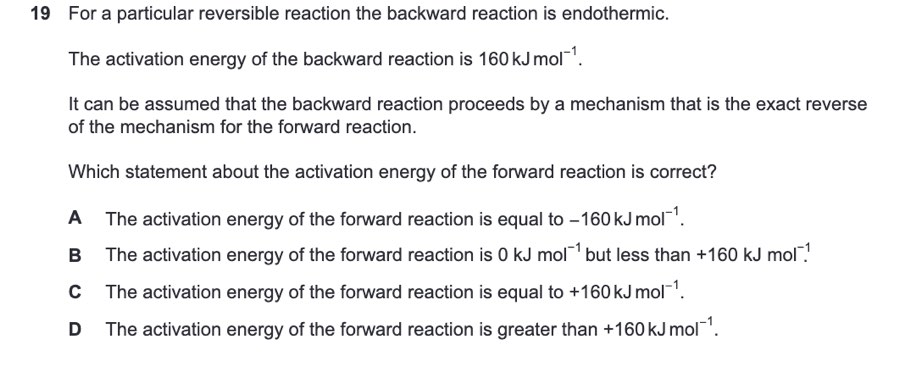 19 For a particular reversible reaction the backward reaction is endothermic.
The activation energy of the backward reaction is 160 kJ mol⁻¹.
It can be assumed that the backward reaction proceeds by a mechanism that is the exact reverse
of the mechanism for the forward reaction.
Which statement about the activation energy of the forward reaction is correct?
A The activation energy of the forward reaction is equal to –160 kJ mol⁻¹.
B The activation energy of the forward reaction is 0 kJ mol⁻¹ but less than +160 kJ mol⁻¹.
C The activation energy of the forward reaction is equal to +160 kJ mol⁻¹.
D The activation energy of the forward reaction is greater than +160 kJ mol⁻¹.